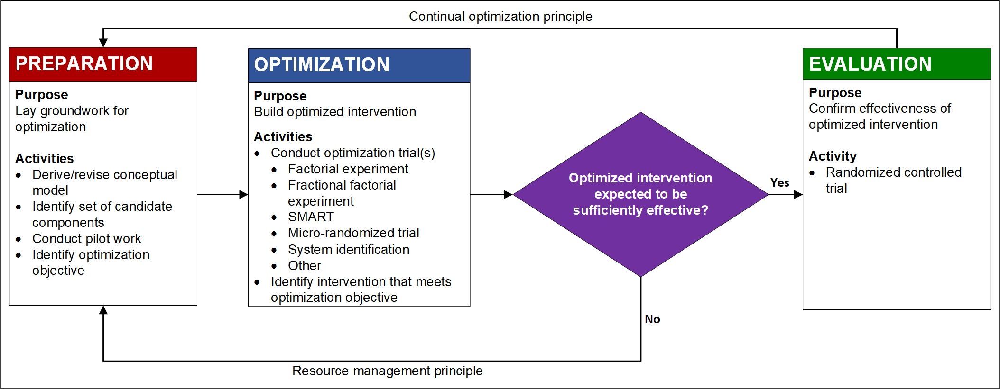 Continual optimization principle
PREPARATION
Purpose
Lay groundwork for
optimization
Activities
• Derive/revise conceptual
model
• Identify set of candidate
components
• Conduct pilot work
• Identify optimization
objective
OPTIMIZATION
Purpose
Build optimized intervention
Activities
• Conduct optimization trial(s)
• Factorial experiment
• Fractional factorial
experiment
• SMART
• Micro-randomized trial
• System identification
• Other
• Identify intervention that meets
optimization objective
Optimized intervention
expected to be
sufficiently effective?
Yes
No
EVALUATION
Purpose
Confirm effectiveness of
optimized intervention
Activity
• Randomized controlled
trial
Resource management principle